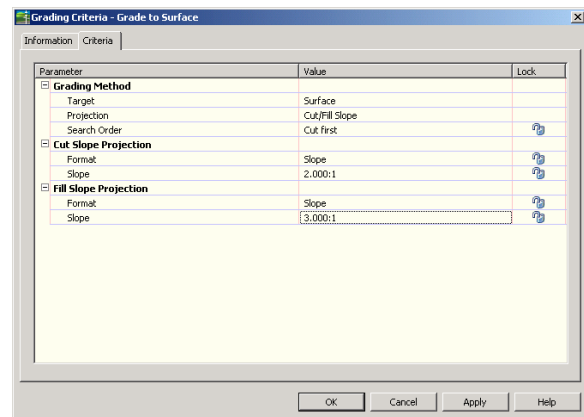 Grading Criteria - Grade to Surface
Information Criteria
Parameter Value Lock
Grading Method
Target Surface
Projection Cut/Fill Slope
Search Order Cut first
Cut Slope Projection
Format Slope
Slope 2.000:1
Fill Slope Projection
Format Slope
Slope 3.000:1
OK Cancel Apply Help